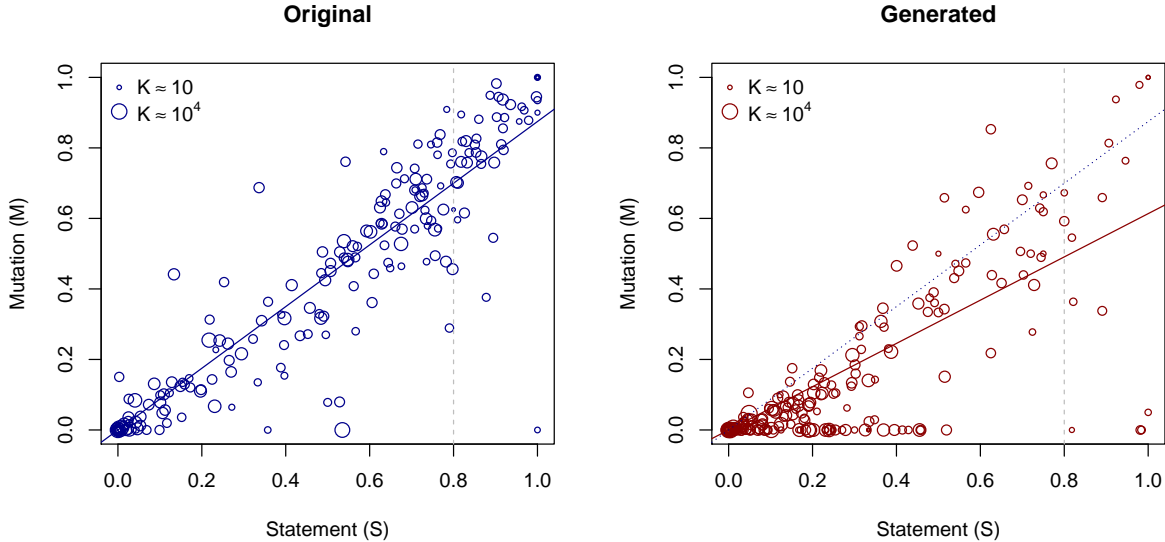 Original
K ≈ 10
K ≈ 10⁴
Mutation (M)
1.0
0.8
0.6
0.4
0.2
0.0
0.0 0.2 0.4 0.6 0.8 1.0
Statement (S)
Generated
K ≈ 10
K ≈ 10⁴
Mutation (M)
1.0
0.8
0.6
0.4
0.2
0.0
0.0 0.2 0.4 0.6 0.8 1.0
Statement (S)